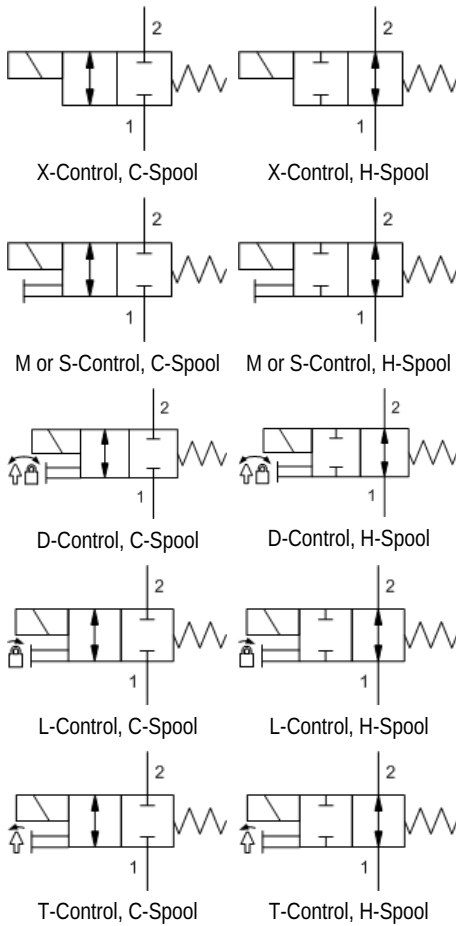 2
2
1
1
X-Control, C-Spool
X-Control, H-Spool
2
2
1
1
M or S-Control, C-Spool
M or S-Control, H-Spool
2
2
1
1
D-Control, C-Spool
D-Control, H-Spool
2
2
1
1
L-Control, C-Spool
L-Control, H-Spool
2
2
1
1
T-Control, C-Spool
T-Control, H-Spool